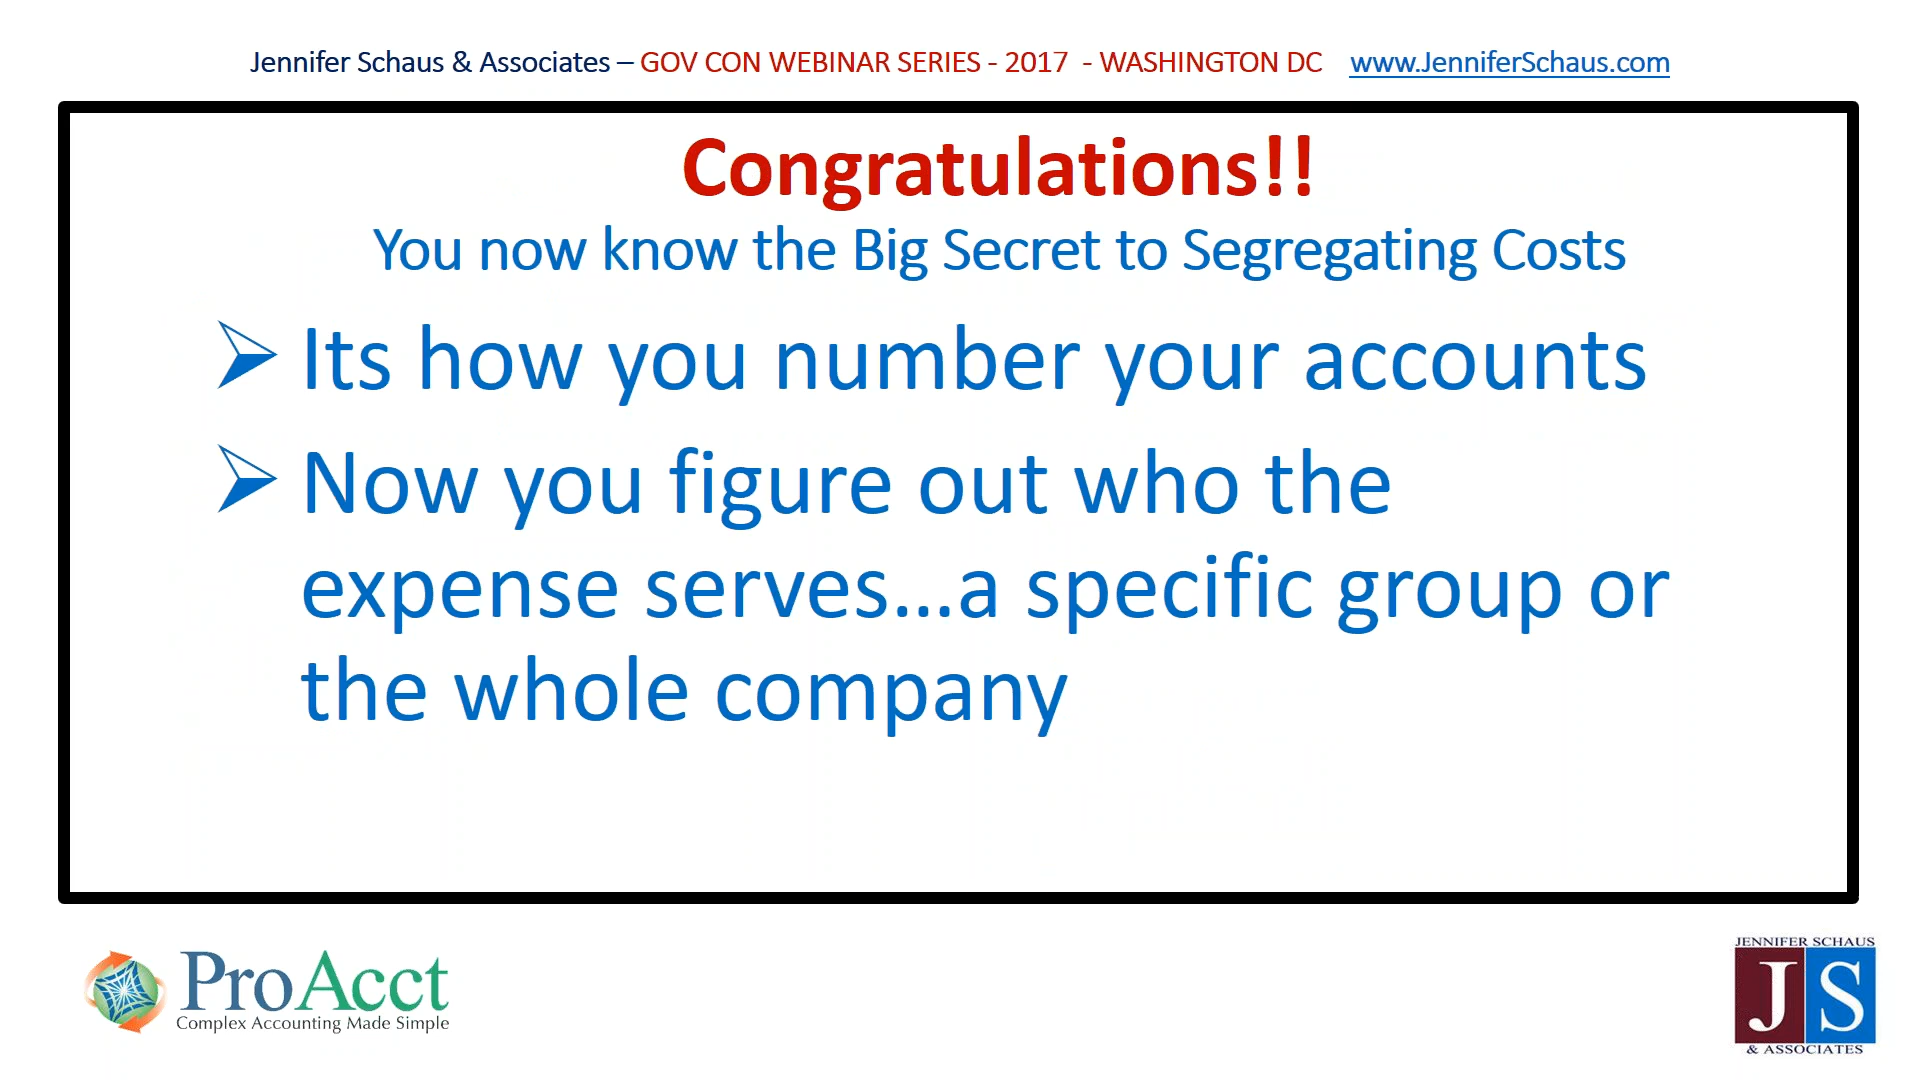 Jennifer Schaus & Associates – GOV CON WEBINAR SERIES - 2017 - WASHINGTON DC www.JenniferSchaus.com
Congratulations!!
You now know the Big Secret to Segregating Costs
➢ Its how you number your accounts
➢ Now you figure out who the
expense serves...a specific group or
the whole company
ProAcct
Complex Accounting Made Simple
JENNIFER SCHAUS
JS
& ASSOCIATES